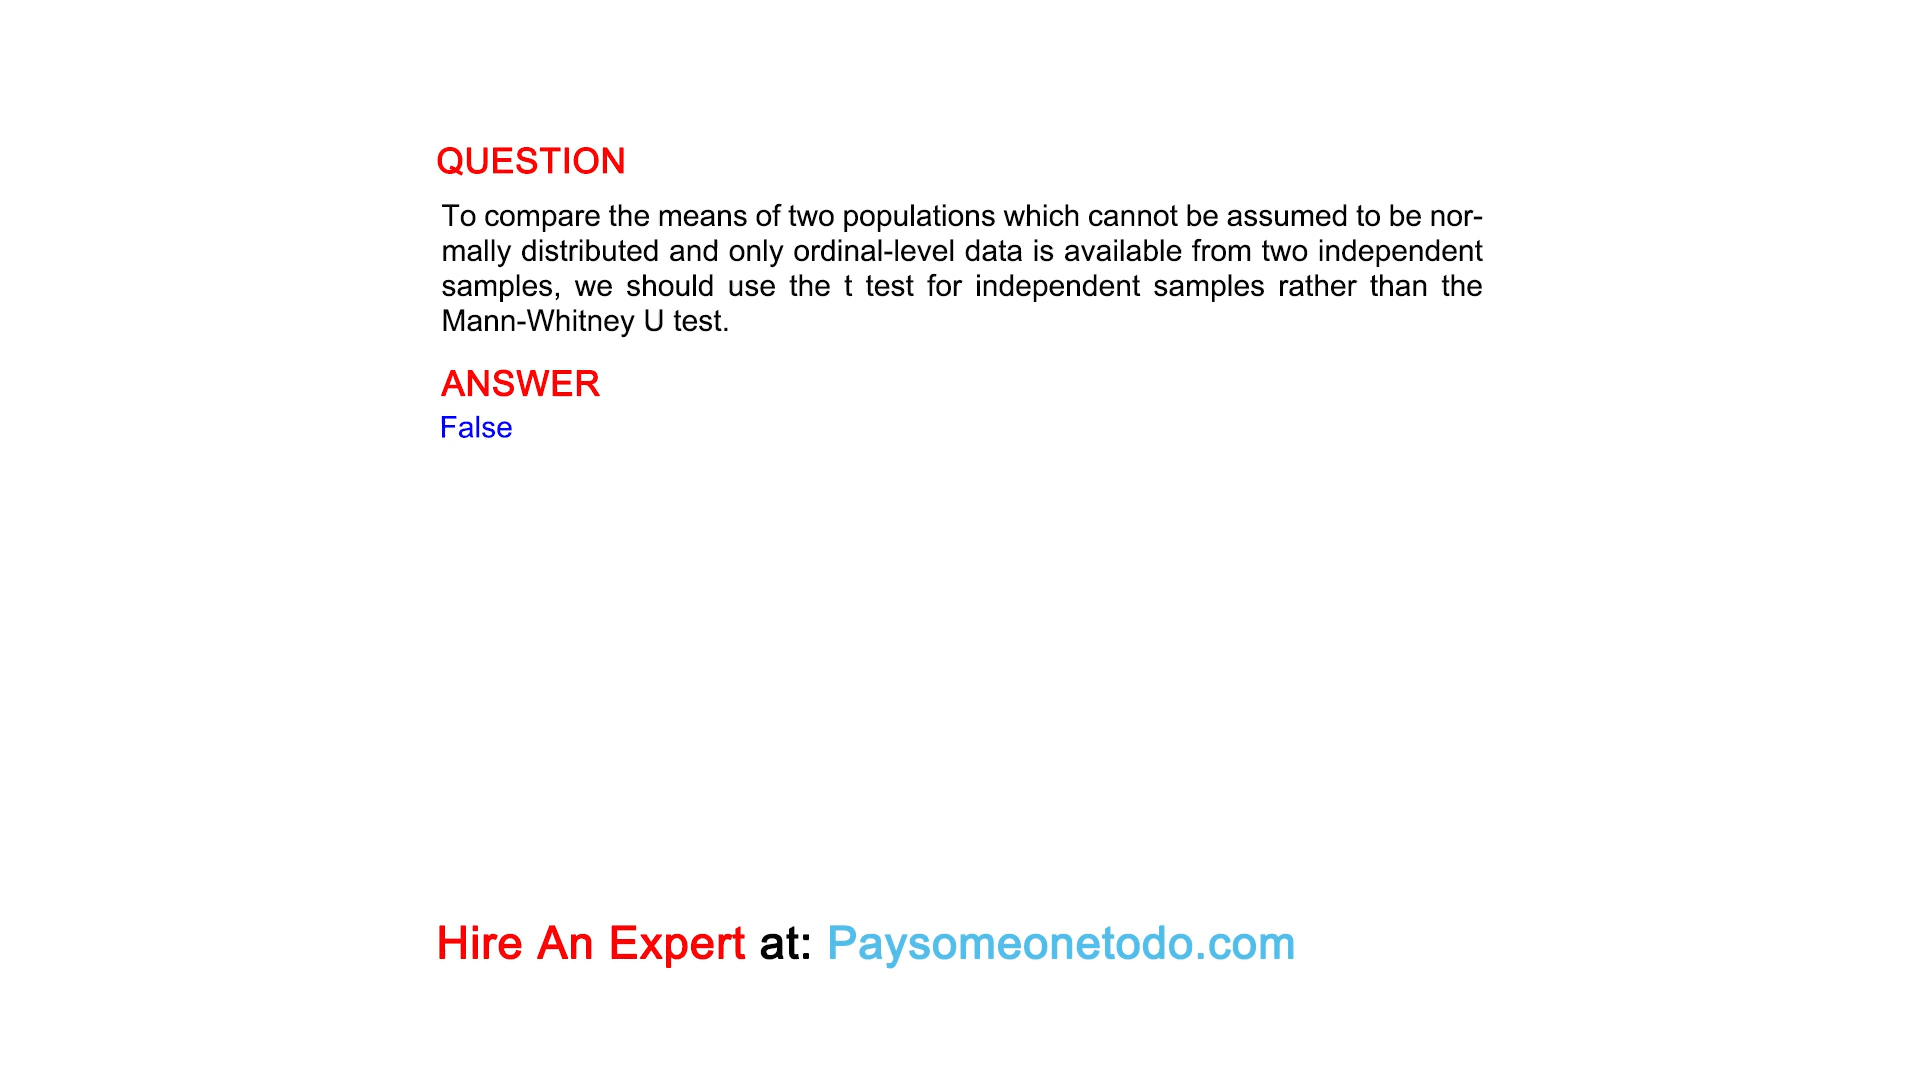 QUESTION
To compare the means of two populations which cannot be assumed to be nor-
mally distributed and only ordinal-level data is available from two independent
samples, we should use the t test for independent samples rather than the
Mann-Whitney U test.
ANSWER
False
Hire An Expert at: Paysomeonetodo.com